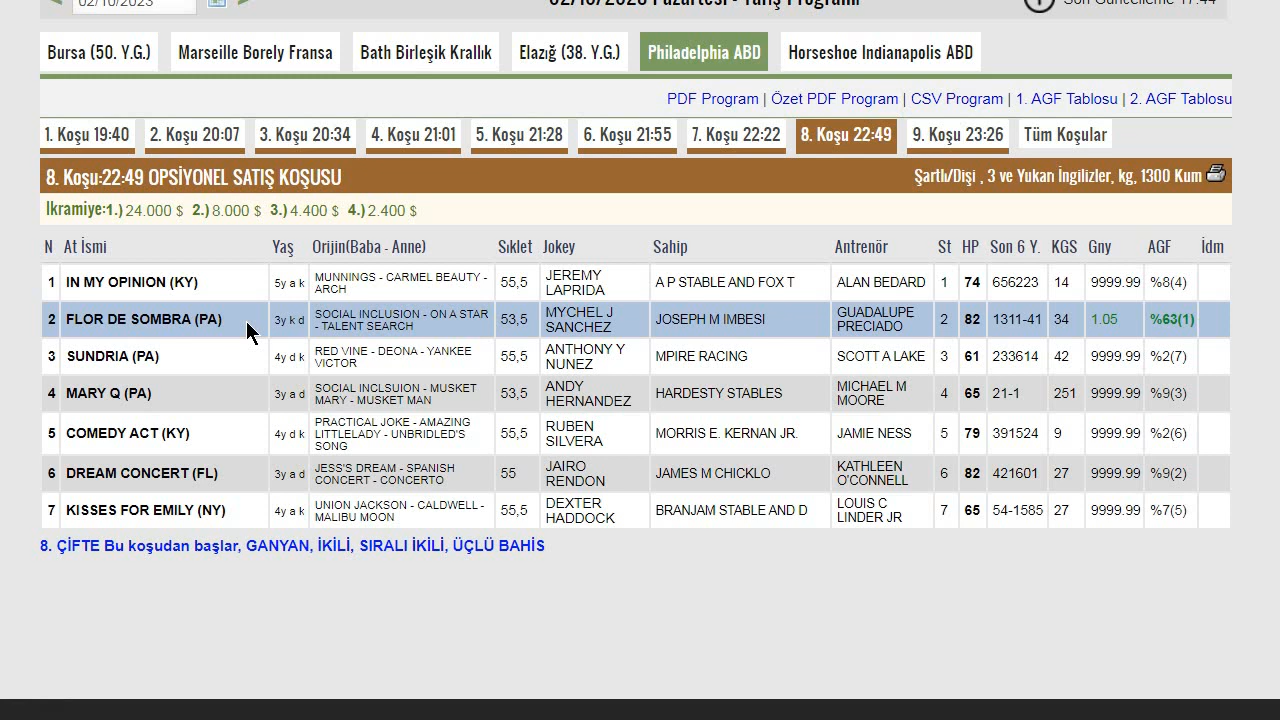 02/10/2023 02/10/2023 Pazartesi - Yarış Programı Son Güncelleme 17:44
Bursa (50. Y.G.) Marseille Borely Fransa Bath Birleşik Krallık Elazığ (38. Y.G.) Philadelphia ABD Horseshoe Indianapolis ABD
PDF Program | Özet PDF Program | CSV Program | 1. AGF Tablosu | 2. AGF Tablosu
1. Koşu 19:40 2. Koşu 20:07 3. Koşu 20:34 4. Koşu 21:01 5. Koşu 21:28 6. Koşu 21:55 7. Koşu 22:22 8. Koşu 22:49 9. Koşu 23:26 Tüm Koşular
8. Koşu:22:49 OPSİYONEL SATIŞ KOŞUSU Şartlı/Dişi , 3 ve Yukarı İngilizler, kg, 1300 Kum
Ikramiye:1.) 24.000 $ 2.) 8.000 $ 3.) 4.400 $ 4.) 2.400 $
N At İsmi Yaş Orijin(Baba - Anne) Sıklet Jokey Sahip Antrenör St HP Son 6 Y. KGS Gny AGF İdm
1 IN MY OPINION (KY) 5y a k MUNNINGS - CARMEL BEAUTY - ARCH 55,5 JEREMY LAPRIDA A P STABLE AND FOX T ALAN BEDARD 1 74 656223 14 9999.99 %8(4)
2 FLOR DE SOMBRA (PA) 3y k d SOCIAL INCLUSION - ON A STAR - TALENT SEARCH 53,5 MYCHEL J SANCHEZ JOSEPH M IMBESI GUADALUPE PRECIADO 2 82 1311-41 34 1.05 %63(1)
3 SUNDRIA (PA) 4y d k RED VINE - DEONA - YANKEE VICTOR 55,5 ANTHONY Y NUNEZ MPIRE RACING SCOTT A LAKE 3 61 233614 42 9999.99 %2(7)
4 MARY Q (PA) 3y a d SOCIAL INCLSUION - MUSKET MARY - MUSKET MAN 53,5 ANDY HERNANDEZ HARDESTY STABLES MICHAEL M MOORE 4 65 21-1 251 9999.99 %9(3)
5 COMEDY ACT (KY) 4y d k PRACTICAL JOKE - AMAZING LITTLELADY - UNBRIDLED'S SONG 55,5 RUBEN SILVERA MORRIS E. KERNAN JR. JAMIE NESS 5 79 391524 9 9999.99 %2(6)
6 DREAM CONCERT (FL) 3y a d JESS'S DREAM - SPANISH CONCERT - CONCERTO 55 JAIRO RENDON JAMES M CHICKLO KATHLEEN O'CONNELL 6 82 421601 27 9999.99 %9(2)
7 KISSES FOR EMILY (NY) 4y a k UNION JACKSON - CALDWELL - MALIBU MOON 55,5 DEXTER HADDOCK BRANJAM STABLE AND D LOUIS C LINDER JR 7 65 54-1585 27 9999.99 %7(5)
8. ÇİFTE Bu koşudan başlar, GANYAN, İKİLİ, SIRALI İKİLİ, ÜÇLÜ BAHİS